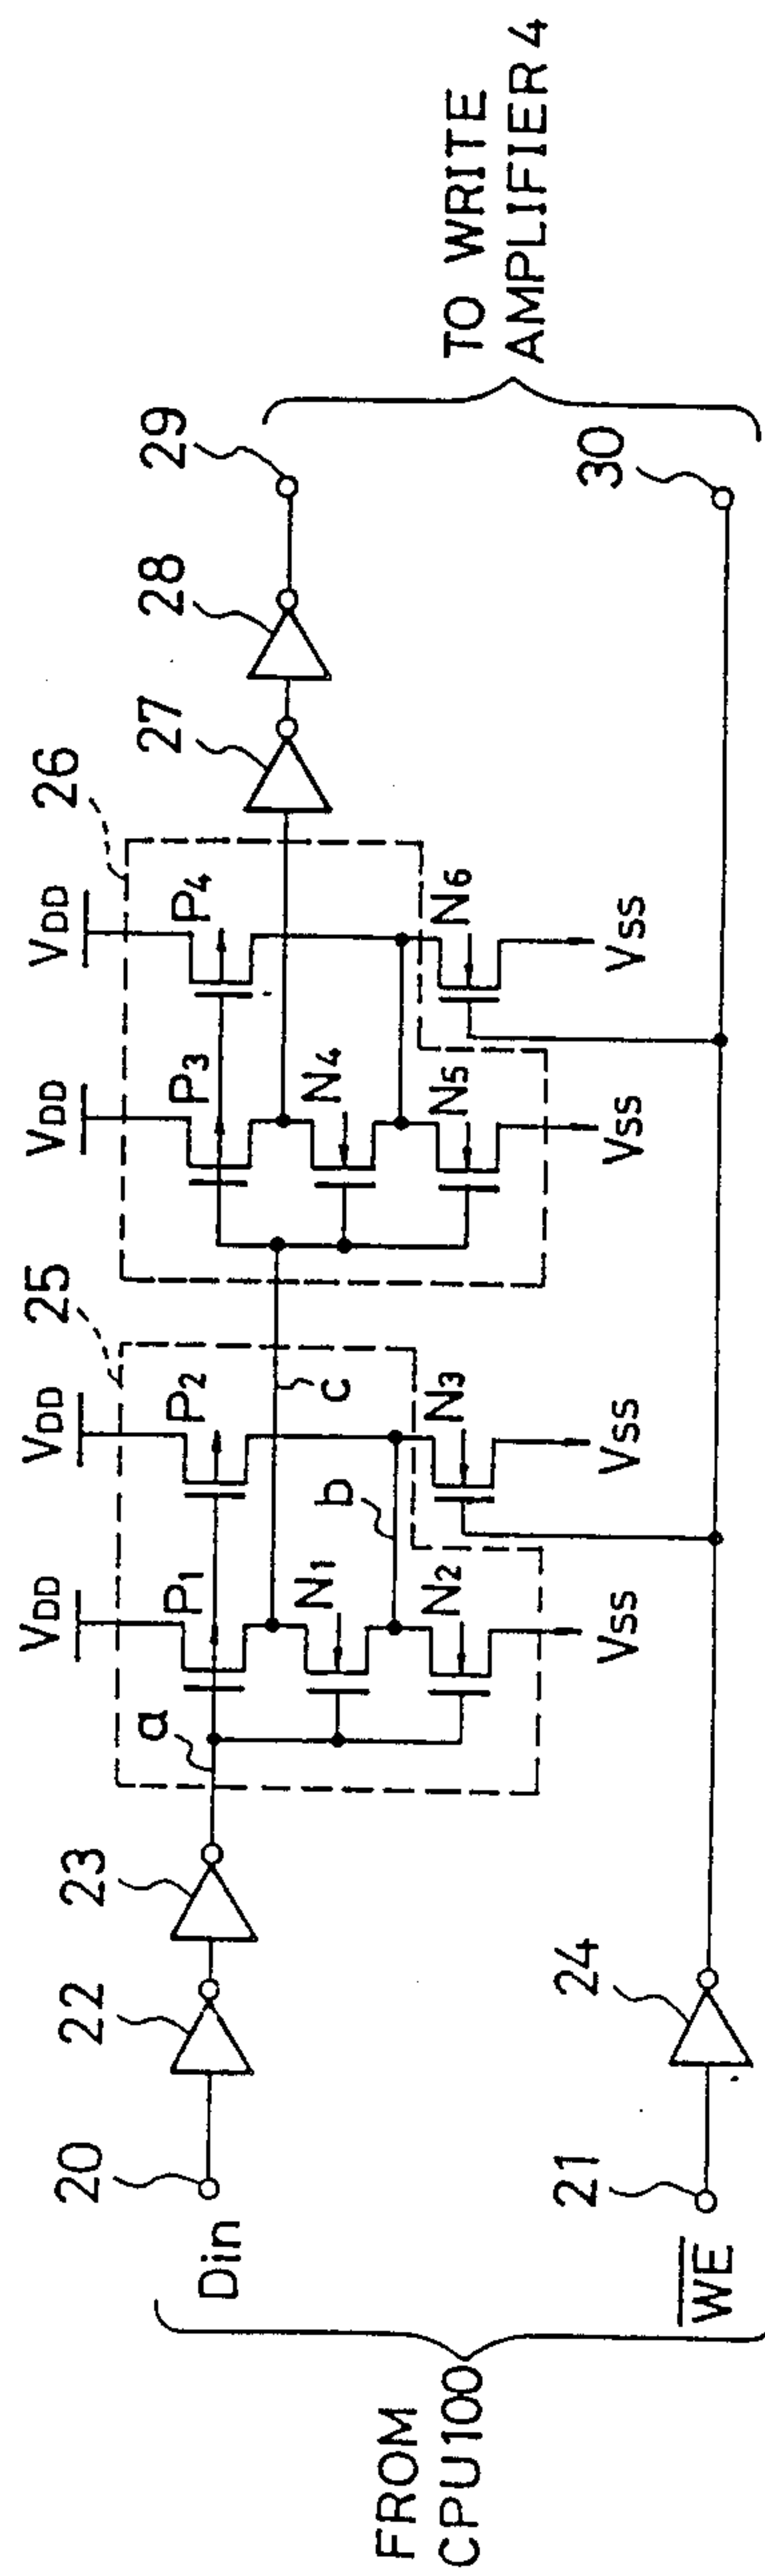 FROM
CPU100
Din
20
22
23
a
25
VDD
P1
VDD
P2
N1
b
N2
N3
VSS
VSS
c
26
VDD
P3
VDD
P4
N4
N5
N6
VSS
VSS
27
28
29
WE
21
24
30
TO WRITE
AMPLIFIER 4